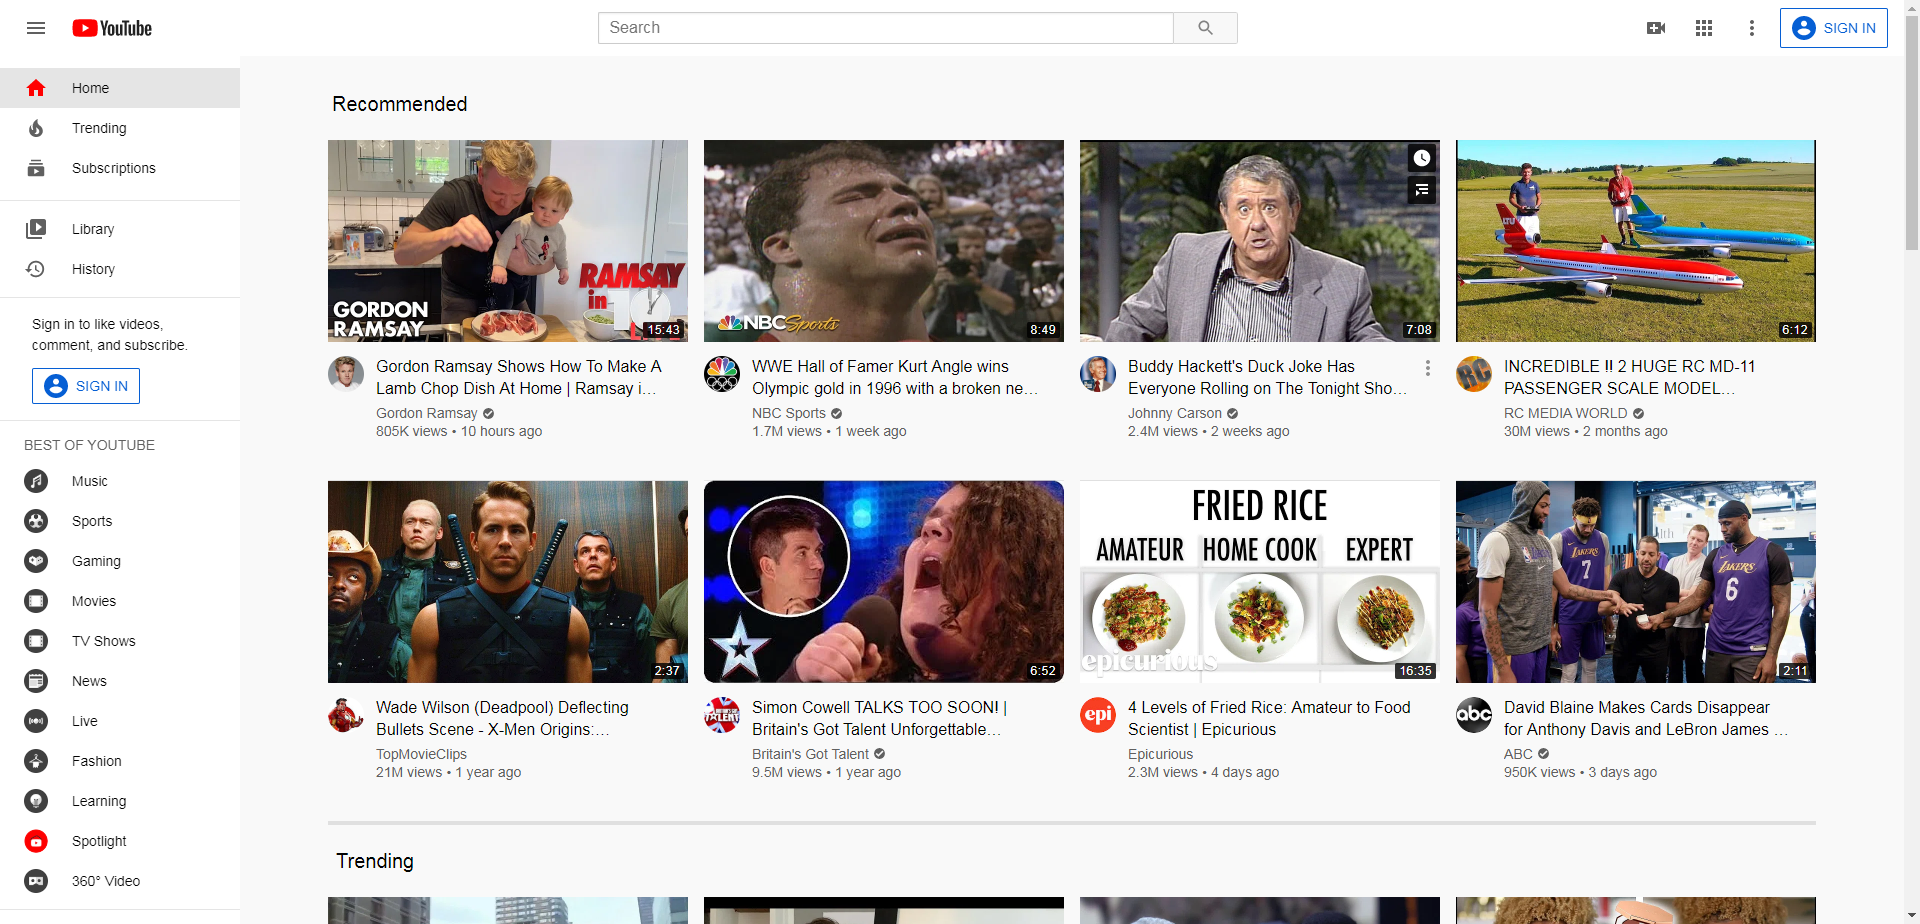 YouTube
Search
SIGN IN
Home
Trending
Subscriptions
Library
History
Sign in to like videos,
comment, and subscribe.
SIGN IN
BEST OF YOUTUBE
Music
Sports
Gaming
Movies
TV Shows
News
Live
Fashion
Learning
Spotlight
360° Video
Recommended
GORDON
RAMSAY
RAMSAY
in 10
15:43
Gordon Ramsay Shows How To Make A
Lamb Chop Dish At Home | Ramsay i...
Gordon Ramsay
805K views • 10 hours ago
NBC Sports
8:49
WWE Hall of Famer Kurt Angle wins
Olympic gold in 1996 with a broken ne...
NBC Sports
1.7M views • 1 week ago
7:08
Buddy Hackett's Duck Joke Has
Everyone Rolling on The Tonight Sho...
Johnny Carson
2.4M views • 2 weeks ago
LTU
6:12
RC
INCREDIBLE !! 2 HUGE RC MD-11
PASSENGER SCALE MODEL...
RC MEDIA WORLD
30M views • 2 months ago
2:37
Wade Wilson (Deadpool) Deflecting
Bullets Scene - X-Men Origins:...
TopMovieClips
21M views • 1 year ago
6:52
TALENT
Simon Cowell TALKS TOO SOON! |
Britain's Got Talent Unforgettable...
Britain's Got Talent
9.5M views • 1 year ago
FRIED RICE
AMATEUR HOME COOK EXPERT
epicurious
16:35
epi
4 Levels of Fried Rice: Amateur to Food
Scientist | Epicurious
Epicurious
2.3M views • 4 days ago
LAKERS
7
LAKERS
6
2:11
abc
David Blaine Makes Cards Disappear
for Anthony Davis and LeBron James ...
ABC
950K views • 3 days ago
Trending